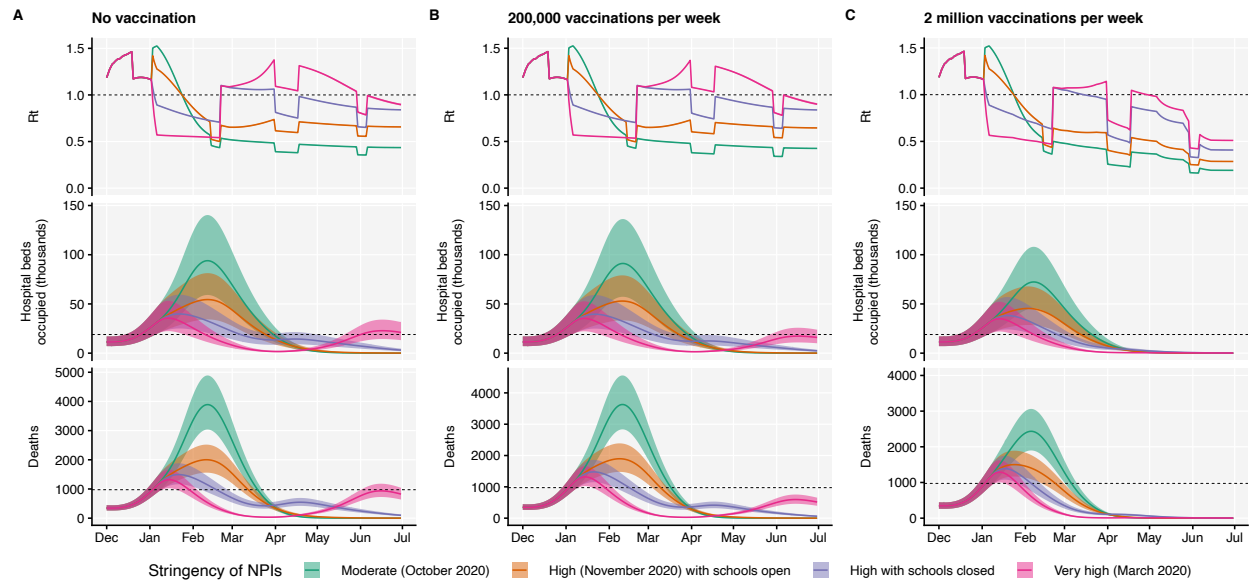 A No vaccination
Rt
1.5
1.0
0.5
0.0
Hospital beds
occupied (thousands)
150
100
50
0
Deaths
5000
4000
3000
2000
1000
0
Dec Jan Feb Mar Apr May Jun Jul
B 200,000 vaccinations per week
Rt
1.5
1.0
0.5
0.0
Hospital beds
occupied (thousands)
150
100
50
0
Deaths
4000
3000
2000
1000
0
Dec Jan Feb Mar Apr May Jun Jul
C 2 million vaccinations per week
Rt
1.5
1.0
0.5
0.0
Hospital beds
occupied (thousands)
150
100
50
0
Deaths
4000
3000
2000
1000
0
Dec Jan Feb Mar Apr May Jun Jul
Stringency of NPIs Moderate (October 2020) High (November 2020) with schools open High with schools closed Very high (March 2020)